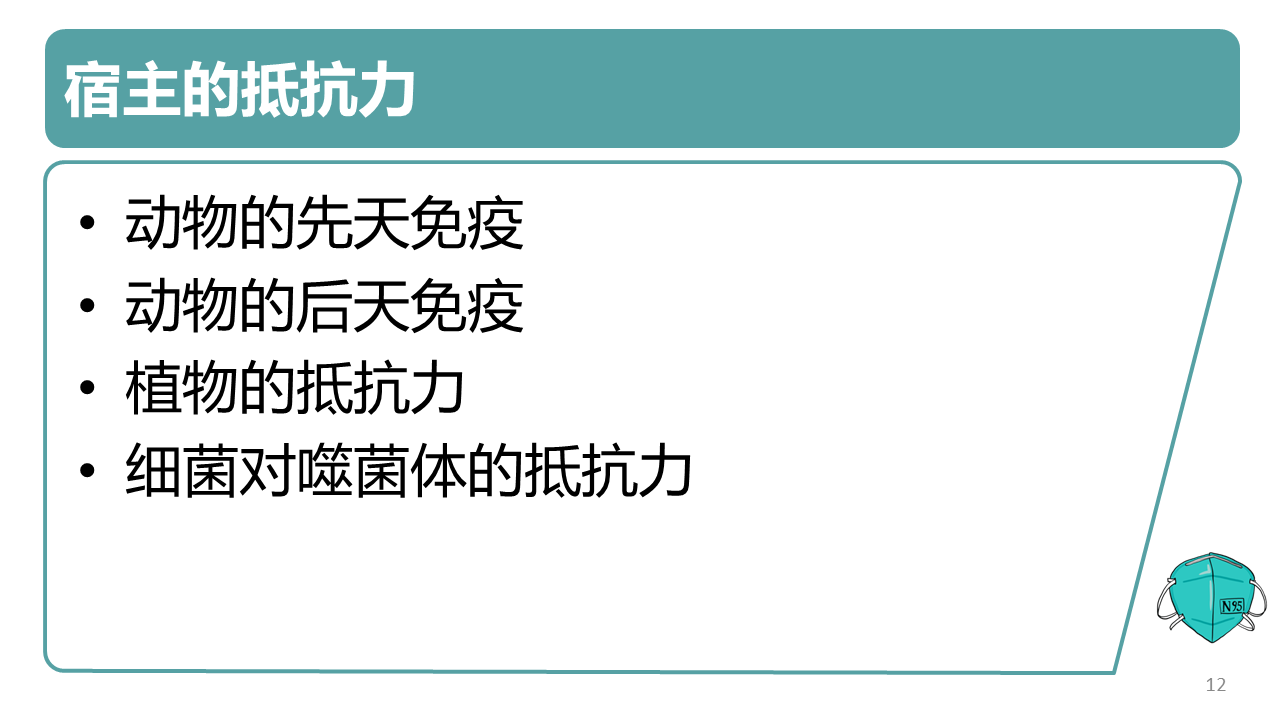 宿主的抵抗力
• 动物的先天免疫
• 动物的后天免疫
• 植物的抵抗力
• 细菌对噬菌体的抵抗力
N95
12